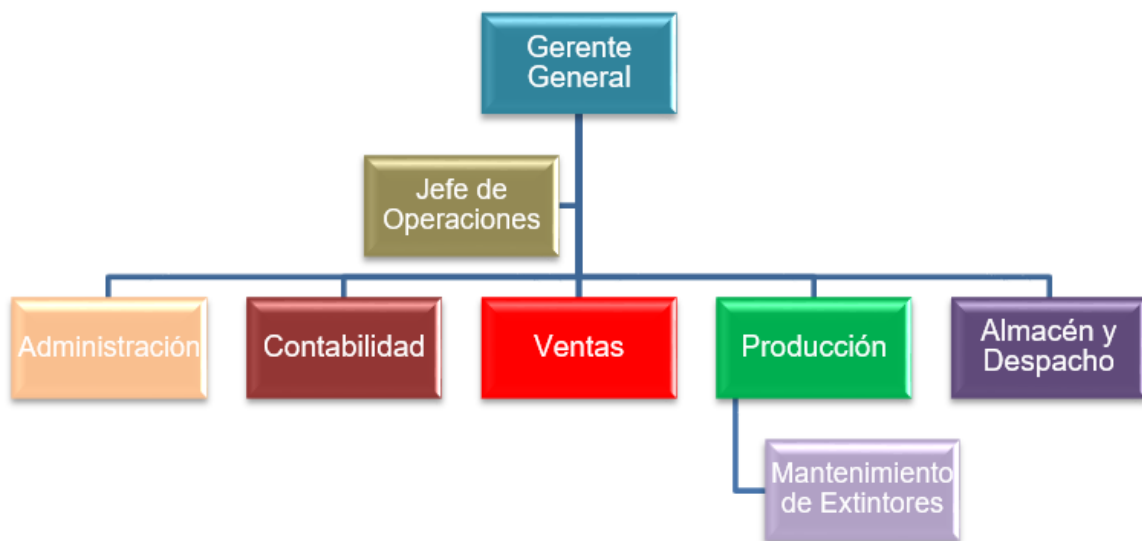 Gerente
General
Jefe de
Operaciones
Administración
Contabilidad
Ventas
Producción
Almacén y
Despacho
Mantenimiento
de Extintores